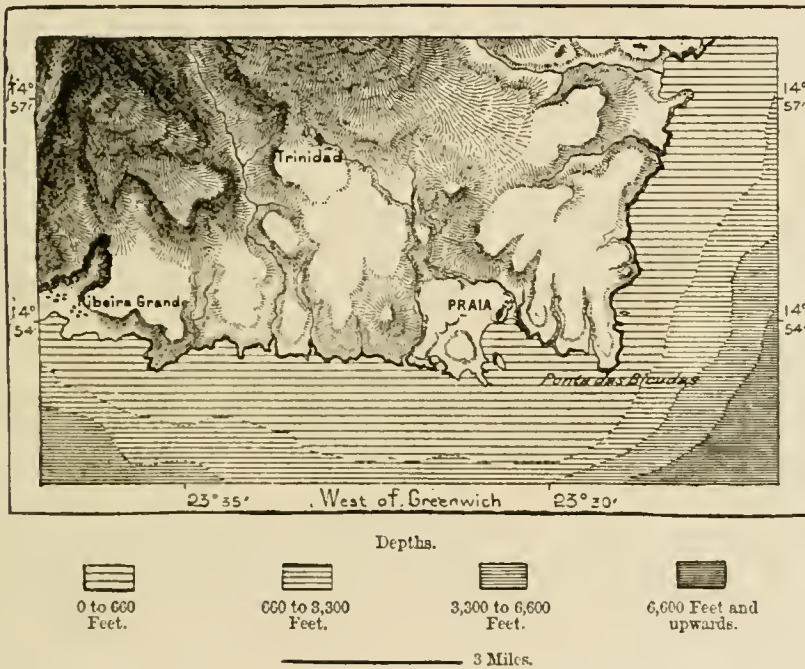 14°
57'
14°
57'
Trinidad
Ribeira Grande
PRAIA
14°
54'
14°
54'
Ponta das Bicudas
23°35' West of Greenwich 23°30'
Depths.
0 to 660
Feet.
660 to 3,300
Feet.
3,300 to 6,600
Feet.
6,600 Feet and
upwards.
3 Miles.